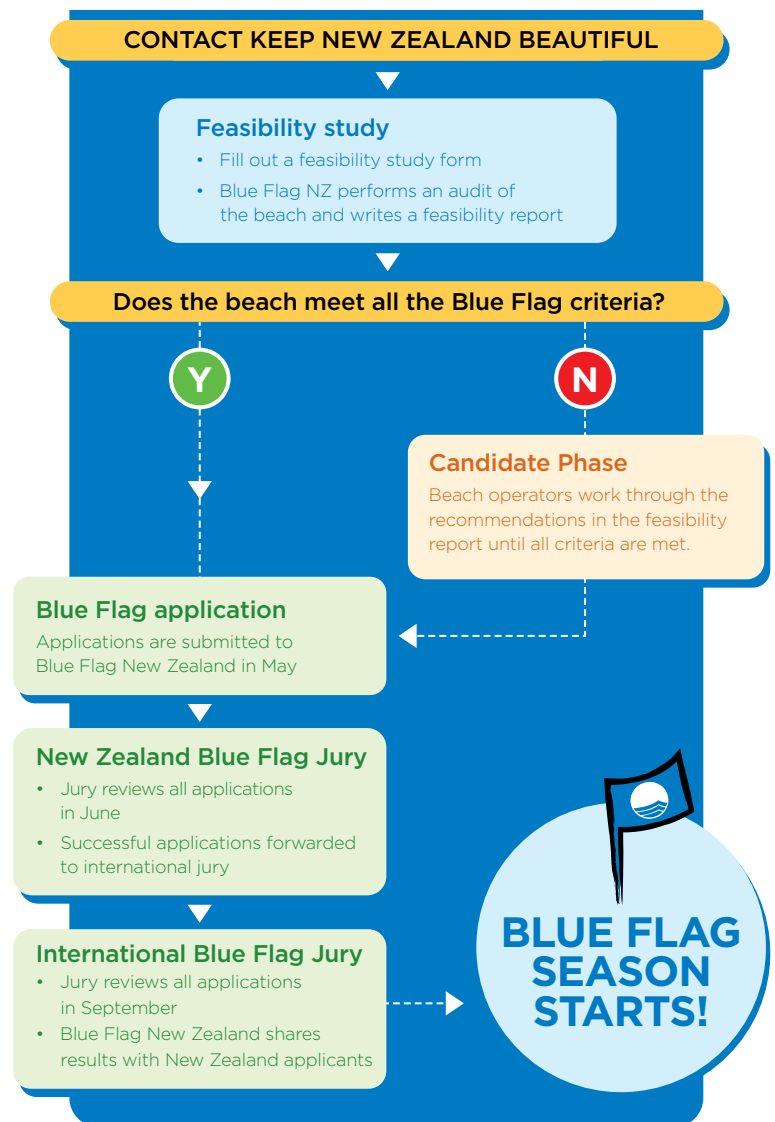 CONTACT KEEP NEW ZEALAND BEAUTIFUL
Feasibility study
• Fill out a feasibility study form
• Blue Flag NZ performs an audit of
the beach and writes a feasibility report
Does the beach meet all the Blue Flag criteria?
Y
N
Candidate Phase
Beach operators work through the
recommendations in the feasibility
report until all criteria are met.
Blue Flag application
Applications are submitted to
Blue Flag New Zealand in May
New Zealand Blue Flag Jury
• Jury reviews all applications
in June
• Successful applications forwarded
to international jury
International Blue Flag Jury
• Jury reviews all applications
in September
• Blue Flag New Zealand shares
results with New Zealand applicants
BLUE FLAG
SEASON
STARTS!